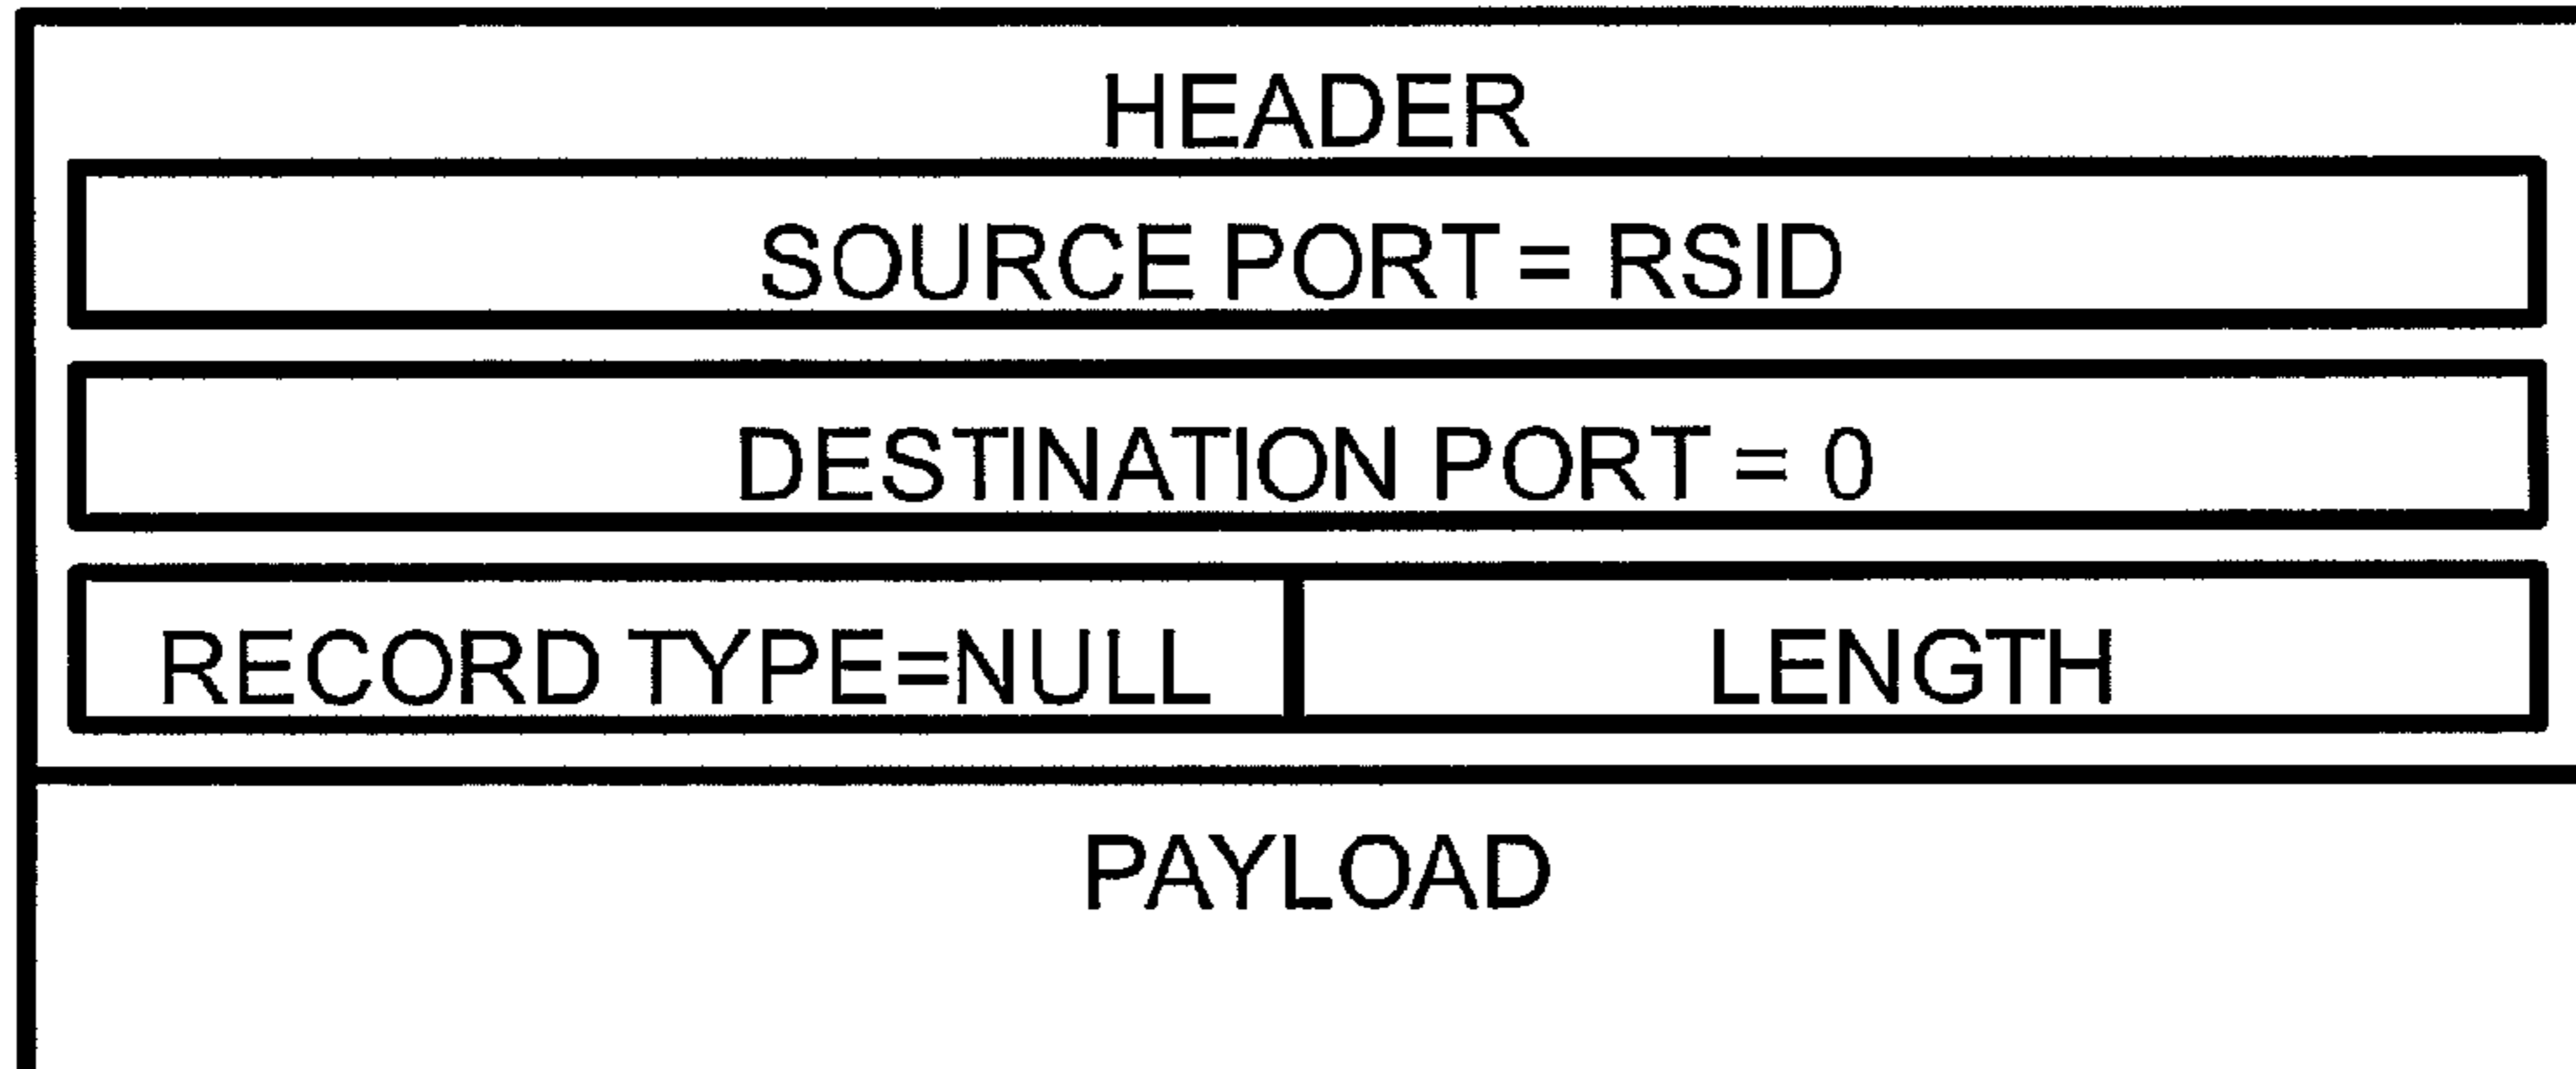 HEADER
SOURCE PORT = RSID
DESTINATION PORT = 0
RECORD TYPE=NULL LENGTH
PAYLOAD